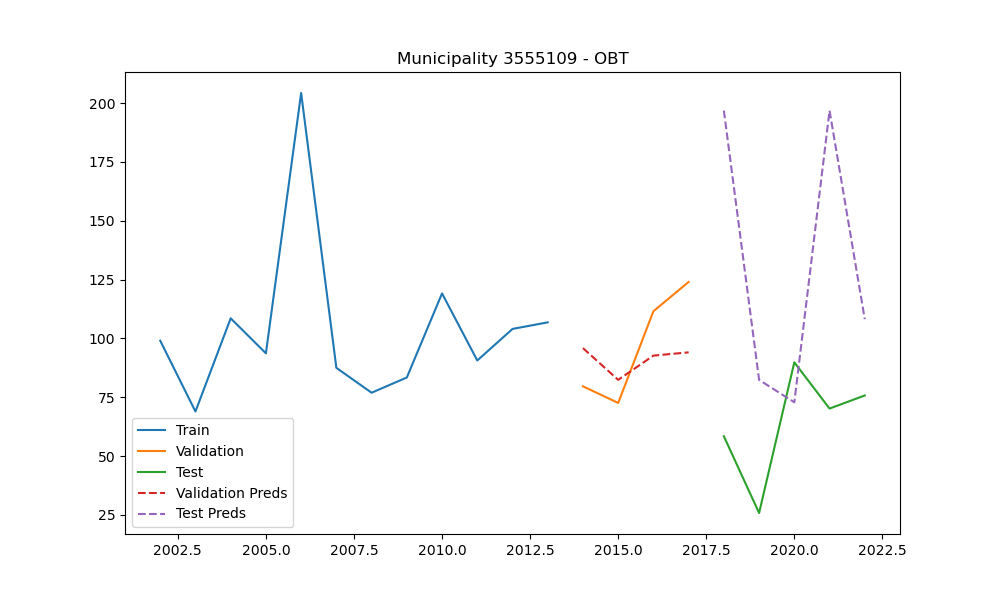 Municipality 3555109 - OBT
200
175
150
125
100
75
50
25
Train
Validation
Test
Validation Preds
Test Preds
2002.5 2005.0 2007.5 2010.0 2012.5 2015.0 2017.5 2020.0 2022.5